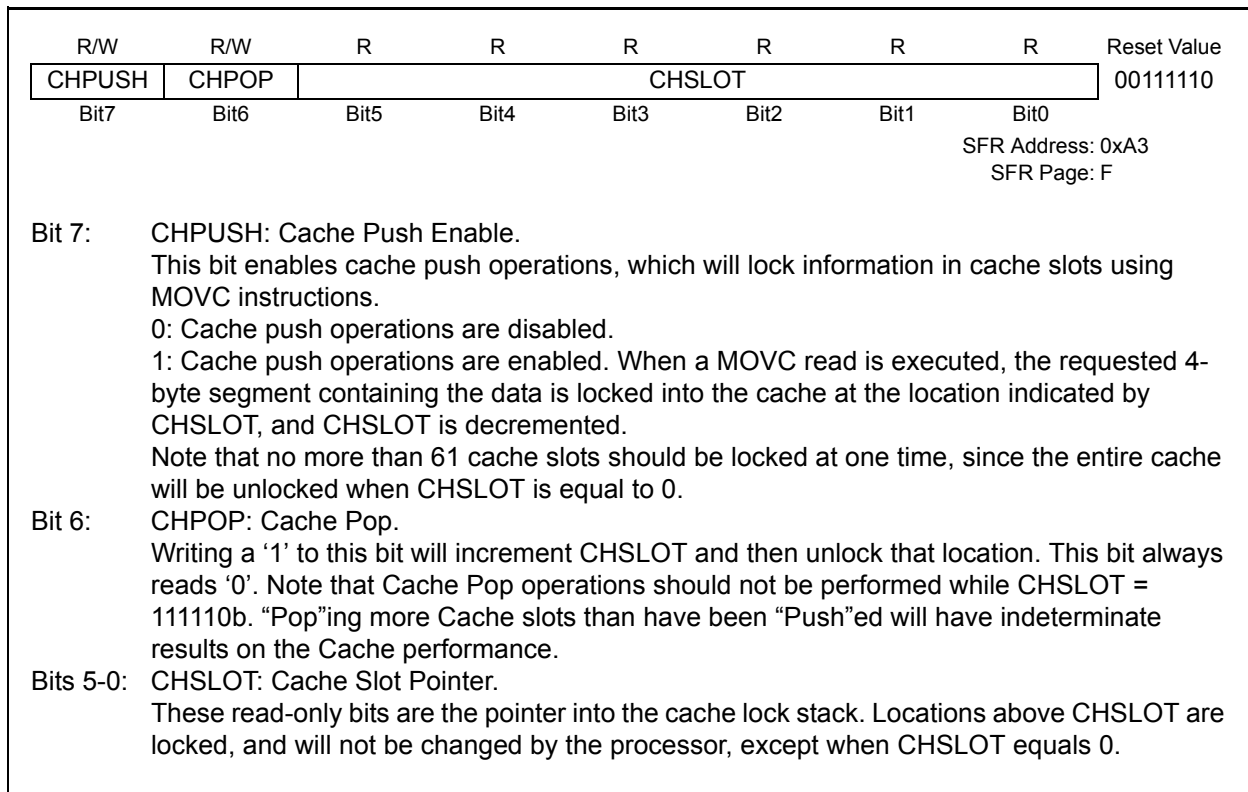 R/W R/W R R R R R R Reset Value
CHPUSH CHPOP CHSLOT 00111110
Bit7 Bit6 Bit5 Bit4 Bit3 Bit2 Bit1 Bit0
SFR Address: 0xA3
SFR Page: F
Bit 7: CHPUSH: Cache Push Enable.
This bit enables cache push operations, which will lock information in cache slots using
MOVC instructions.
0: Cache push operations are disabled.
1: Cache push operations are enabled. When a MOVC read is executed, the requested 4-
byte segment containing the data is locked into the cache at the location indicated by
CHSLOT, and CHSLOT is decremented.
Note that no more than 61 cache slots should be locked at one time, since the entire cache
will be unlocked when CHSLOT is equal to 0.
Bit 6: CHPOP: Cache Pop.
Writing a ‘1’ to this bit will increment CHSLOT and then unlock that location. This bit always
reads ‘0’. Note that Cache Pop operations should not be performed while CHSLOT =
111110b. “Pop”ing more Cache slots than have been “Push”ed will have indeterminate
results on the Cache performance.
Bits 5-0: CHSLOT: Cache Slot Pointer.
These read-only bits are the pointer into the cache lock stack. Locations above CHSLOT are
locked, and will not be changed by the processor, except when CHSLOT equals 0.